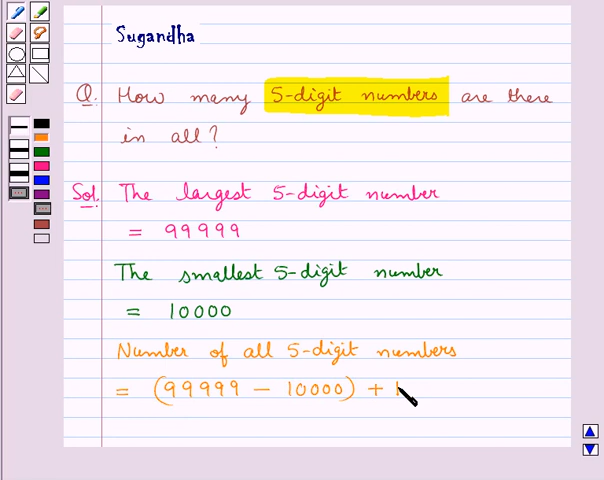 Sugandha
Q. How many 5-digit numbers are there
in all?
Sol. The largest 5-digit number
= 99999
The smallest 5-digit number
= 10000
Number of all 5-digit numbers
= (99999 - 10000) + 1